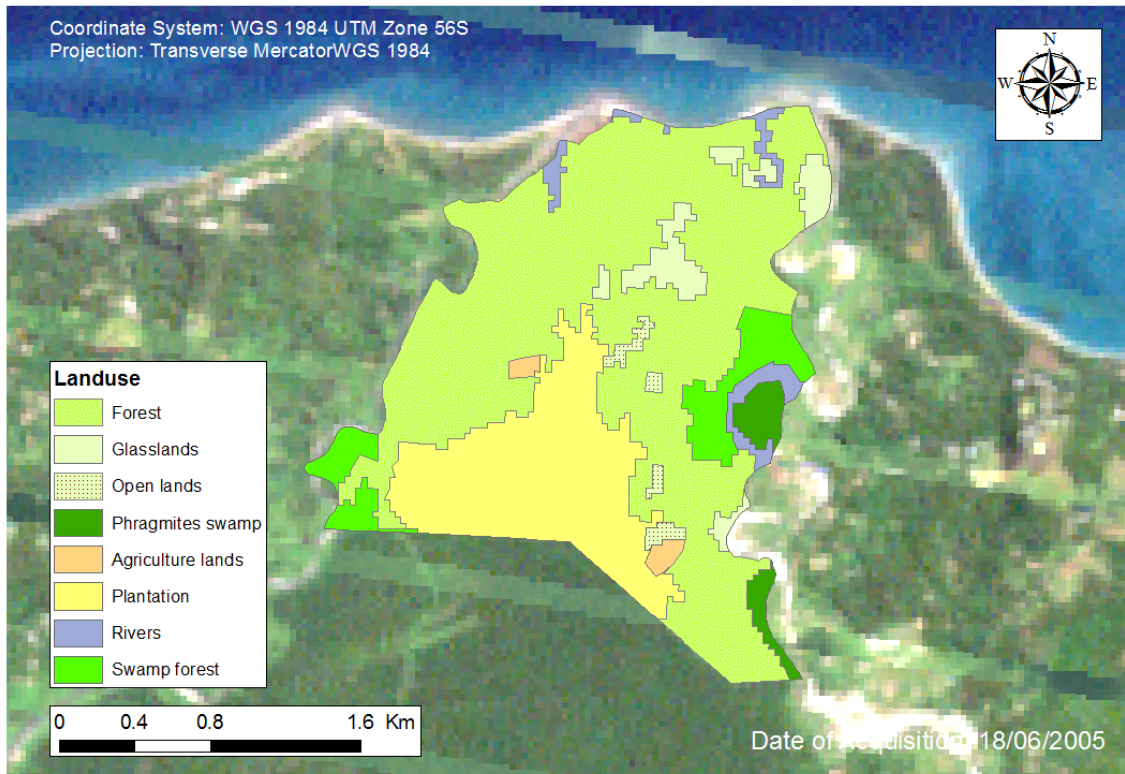 Coordinate System: WGS 1984 UTM Zone 56S
Projection: Transverse MercatorWGS 1984
N
W E
S
Landuse
Forest
Glasslands
Open lands
Phragmites swamp
Agriculture lands
Plantation
Rivers
Swamp forest
0 0.4 0.8 1.6 Km
Date of Acquisition: 18/06/2005